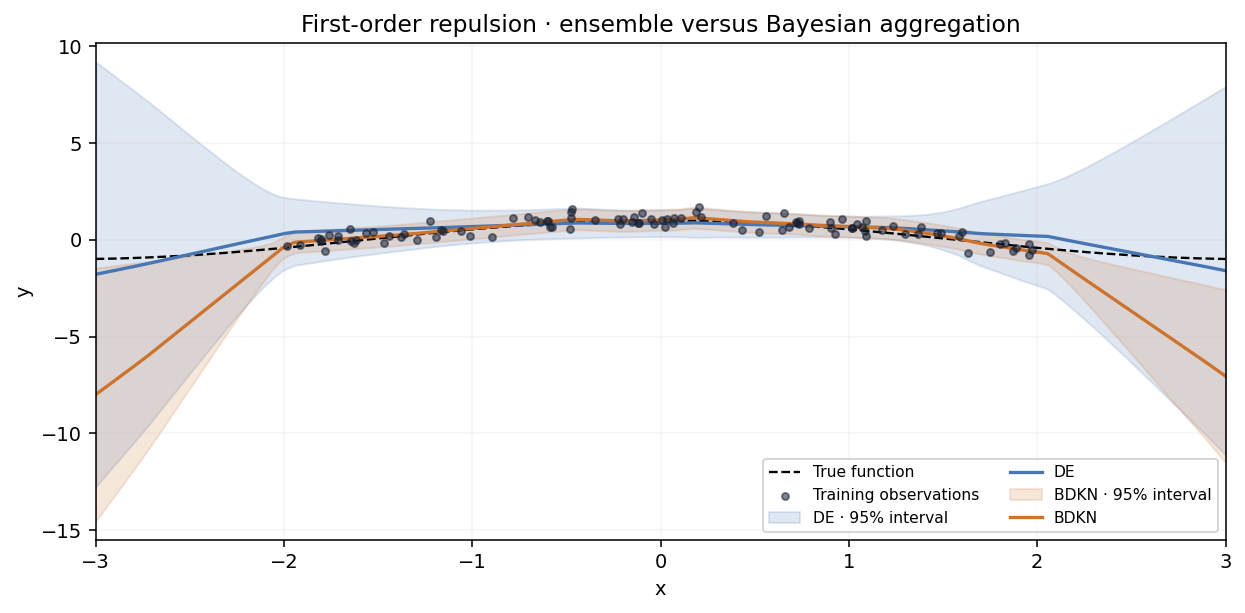 First-order repulsion · ensemble versus Bayesian aggregation
10
5
0
−5
−10
−15
y
−3
−2
−1
0
1
2
3
x
True function
Training observations
DE · 95% interval
DE
BDKN · 95% interval
BDKN